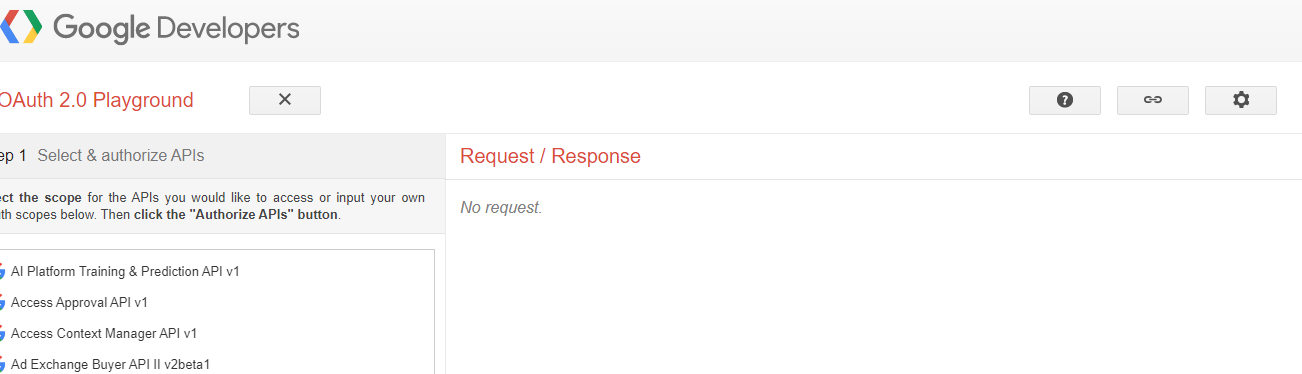 Google Developers
OAuth 2.0 Playground
ep 1 Select & authorize APIs
Request / Response
ect the scope for the APIs you would like to access or input your own
th scopes below. Then click the "Authorize APIs" button.
No request.
AI Platform Training & Prediction API v1
Access Approval API v1
Access Context Manager API v1
Ad Exchange Buyer API II v2beta1